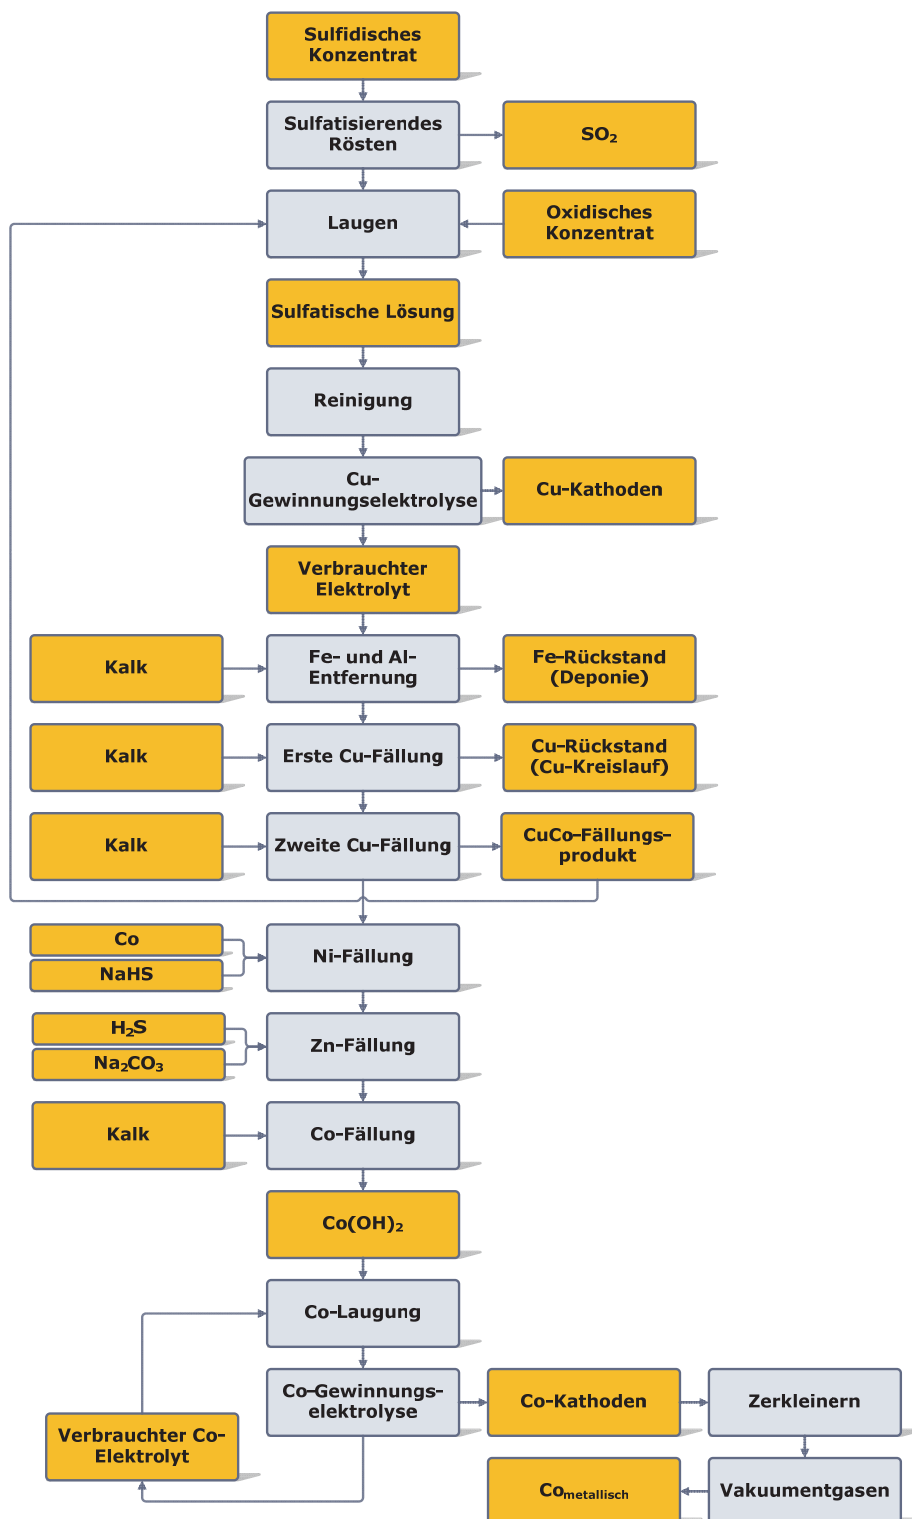 Sulfidisches
Konzentrat
Sulfatisierendes
Rösten
SO₂
Laugen
Oxidisches
Konzentrat
Sulfatische Lösung
Reinigung
Cu-
Gewinnungselektrolyse
Cu-Kathoden
Verbrauchter
Elektrolyt
Kalk
Fe- und Al-
Entfernung
Fe-Rückstand
(Deponie)
Kalk
Erste Cu-Fällung
Cu-Rückstand
(Cu-Kreislauf)
Kalk
Zweite Cu-Fällung
CuCo-Fällungs-
produkt
Co
NaHS
Ni-Fällung
H₂S
Na₂CO₃
Zn-Fällung
Kalk
Co-Fällung
Co(OH)₂
Co-Laugung
Co-Gewinnungs-
elektrolyse
Co-Kathoden
Zerkleinern
Verbrauchter Co-
Elektrolyt
Cometallisch
Vakuumentgasen